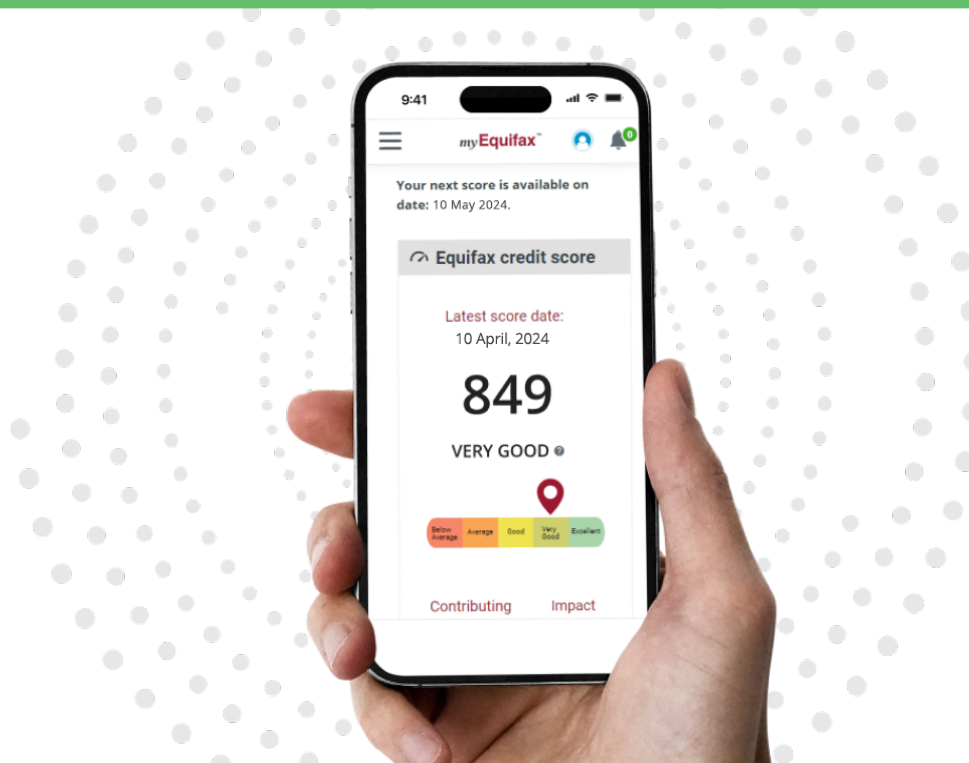 9:41
myEquifax™
0
Your next score is available on
date: 10 May 2024.
Equifax credit score
Latest score date:
10 April, 2024
849
VERY GOOD ?
Below
Average
Average
Good
Very
Good
Excellent
Contributing
Impact